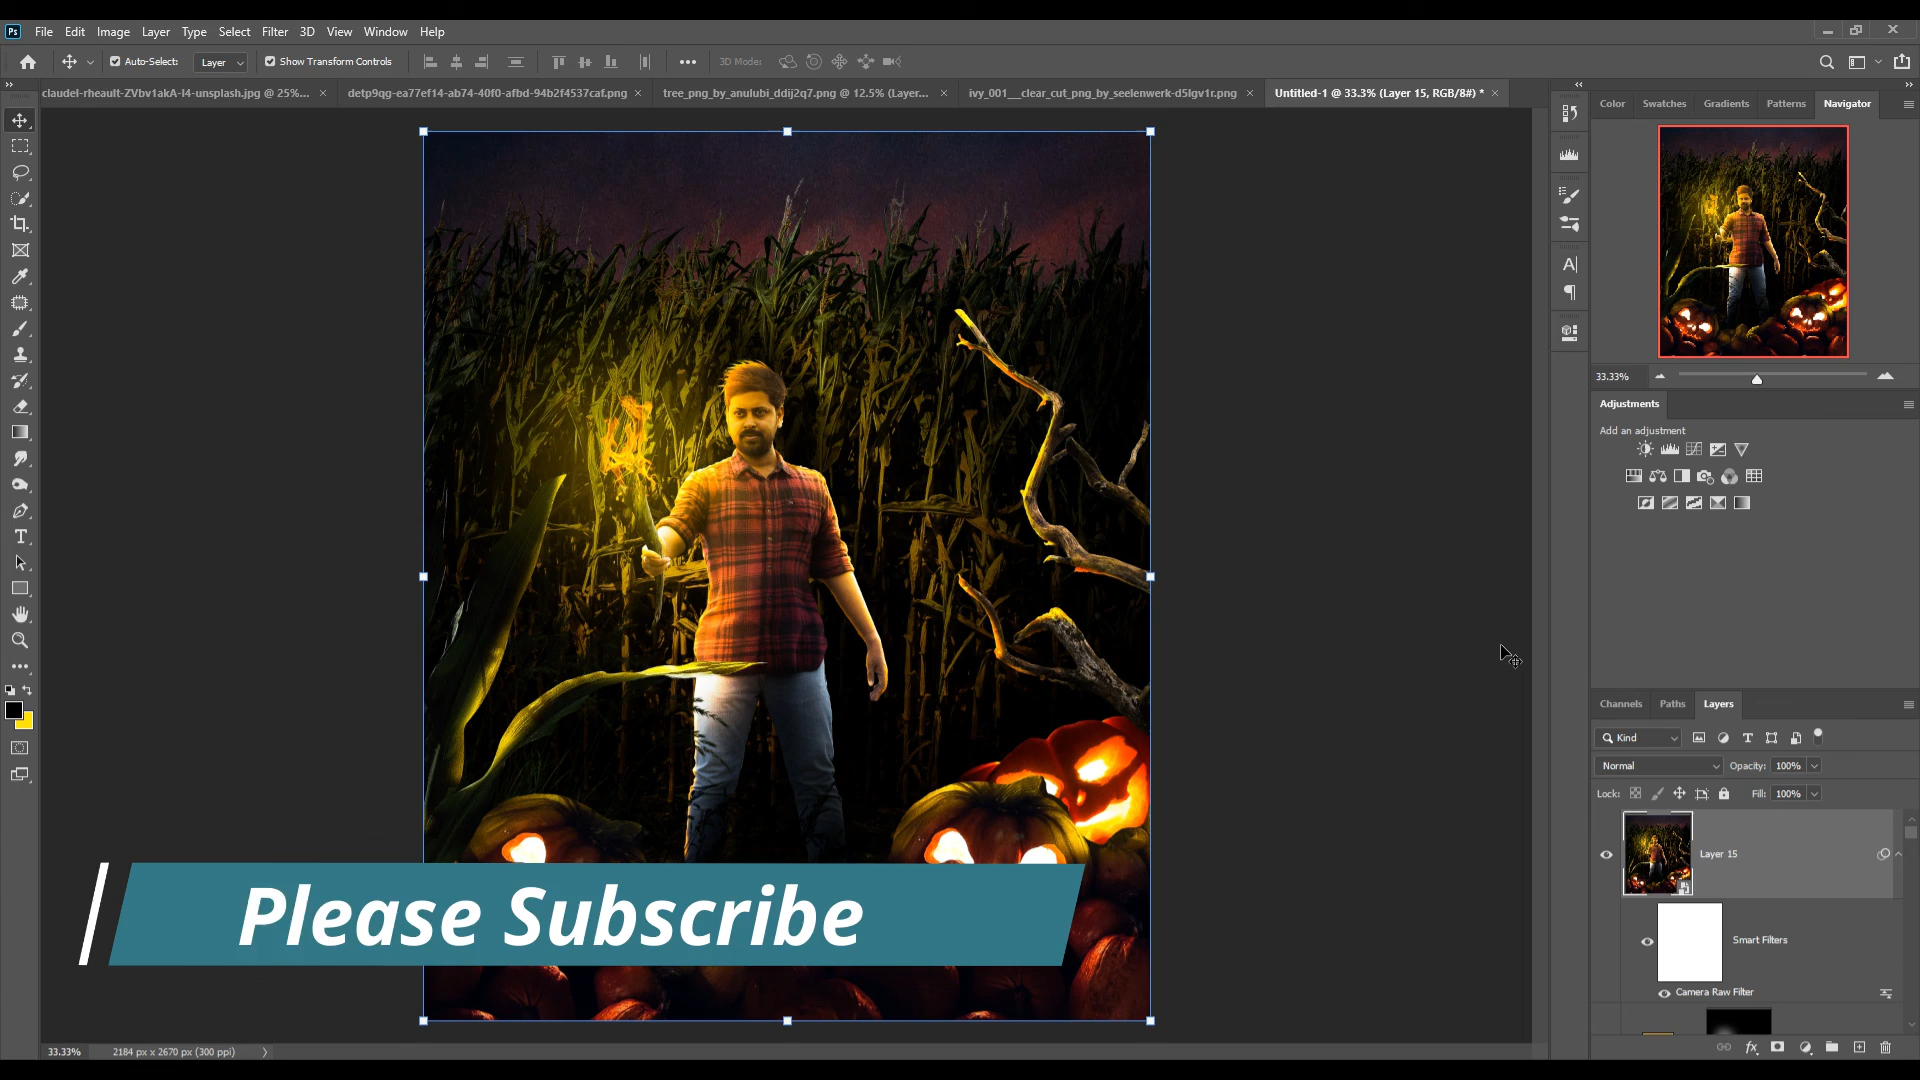 Ps File Edit Image Layer Type Select Filter 3D View Window Help
Auto-Select: Layer Show Transform Controls 3D Mode:
claudel-rheault-ZVbv1akA-l4-unsplash.jpg @ 25%... × detp9qg-ea77ef14-ab74-40f0-afbd-94b2f4537caf.png × tree_png_by_anulubi_ddij2q7.png @ 12.5% (Layer... × ivy_001__clear_cut_png_by_seelenwerk-d5lgv1r.png × Untitled-1 @ 33.3% (Layer 15, RGB/8#) * ×
Color Swatches Gradients Patterns Navigator
33.33%
Adjustments
Add an adjustment
Channels Paths Layers
Kind
Normal Opacity: 100%
Lock: Fill: 100%
Layer 15
Smart Filters
Camera Raw Filter
Please Subscribe
33.33% 2184 px x 2670 px (300 ppi)